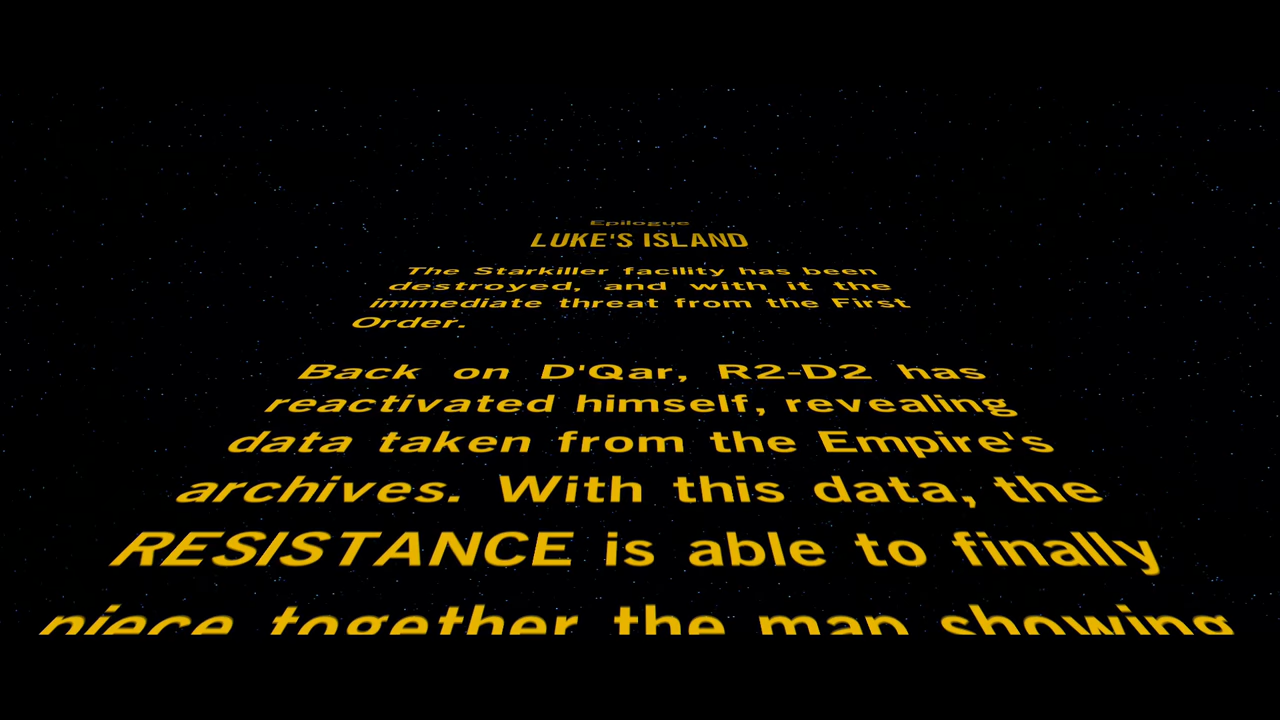 Epilogue
LUKE'S ISLAND
The Starkiller facility has been
destroyed, and with it the
immediate threat from the First
Order.
Back on D'Qar, R2-D2 has
reactivated himself, revealing
data taken from the Empire's
archives. With this data, the
RESISTANCE is able to finally
piece together the map showing